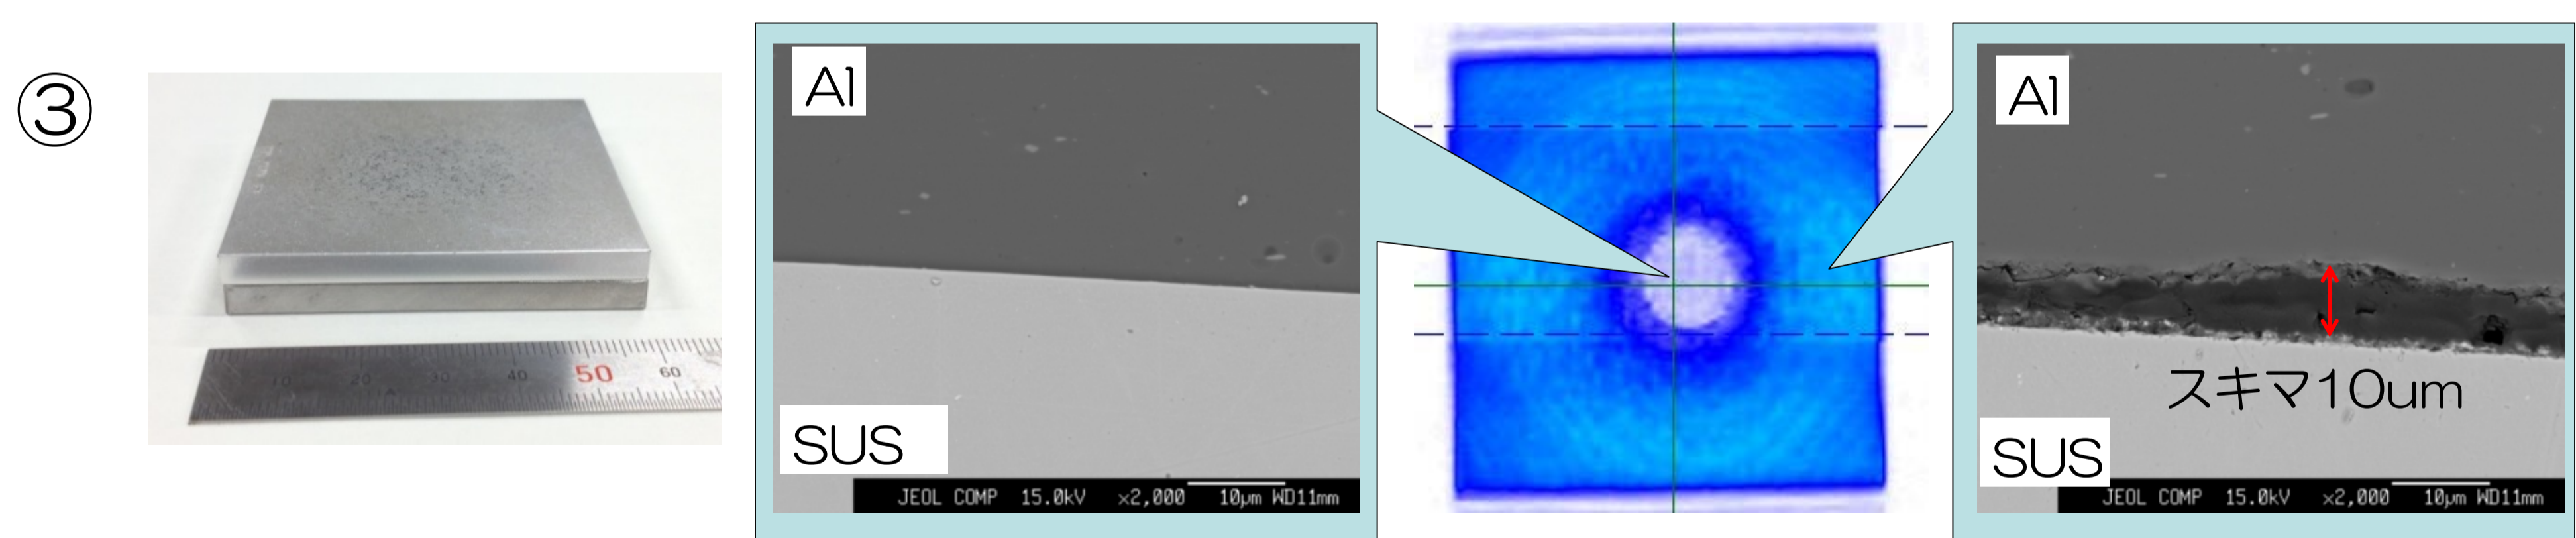 ③
10 20 30 40 50 60
Al
SUS
JEOL COMP 15.0kV ×2,000 10μm WD11mm
Al
スキマ10um
SUS
JEOL COMP 15.0kV ×2,000 10μm WD11mm